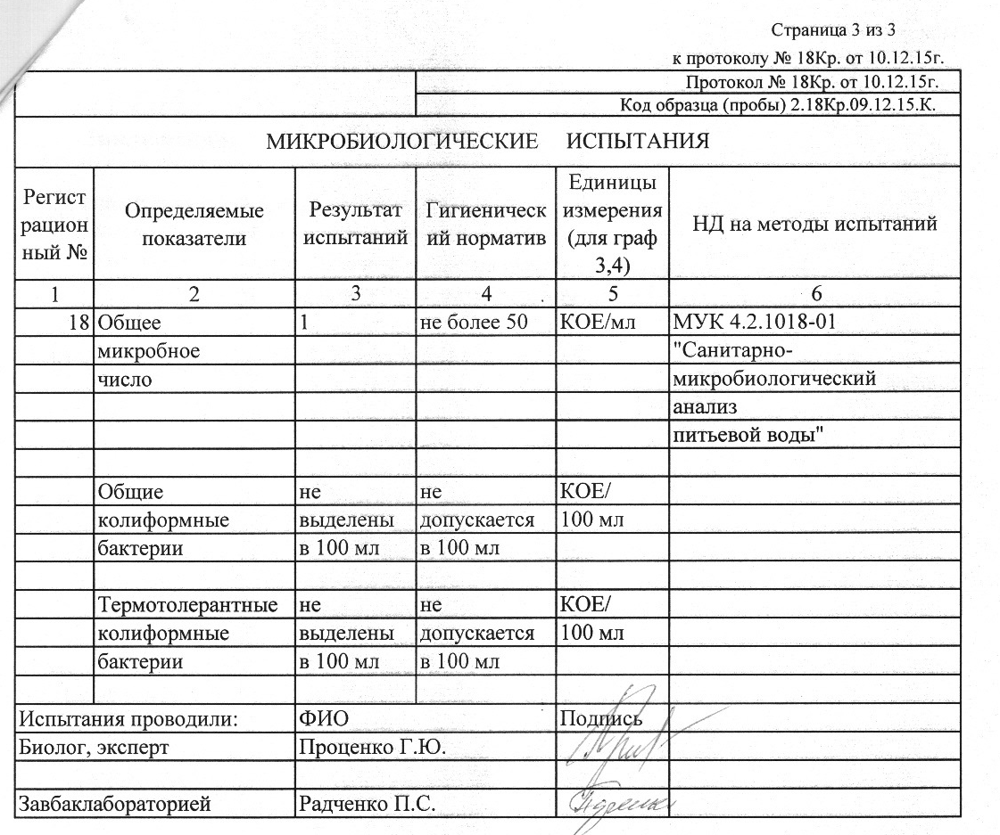 Страница 3 из 3
к протоколу № 18Кр. от 10.12.15г.
Протокол № 18Кр. от 10.12.15г.
Код образца (пробы) 2.18Кр.09.12.15.К.
МИКРОБИОЛОГИЧЕСКИЕ ИСПЫТАНИЯ
Регист
рацион
ный №
Определяемые
показатели
Результат
испытаний
Гигиеническ
ий норматив
Единицы
измерения
(для граф
3,4)
НД на методы испытаний
1 2 3 4 5 6
18 Общее 1 не более 50 КОЕ/мл МУК 4.2.1018-01
микробное "Санитарно-
число микробиологический
анализ
питьевой воды"
Общие не не КОЕ/
колиформные выделены допускается 100 мл
бактерии в 100 мл в 100 мл
Термотолерантные не не КОЕ/
колиформные выделены допускается 100 мл
бактерии в 100 мл в 100 мл
Испытания проводили: ФИО Подпись
Биолог, эксперт Проценко Г.Ю.
Завбаклабораторией Радченко П.С.